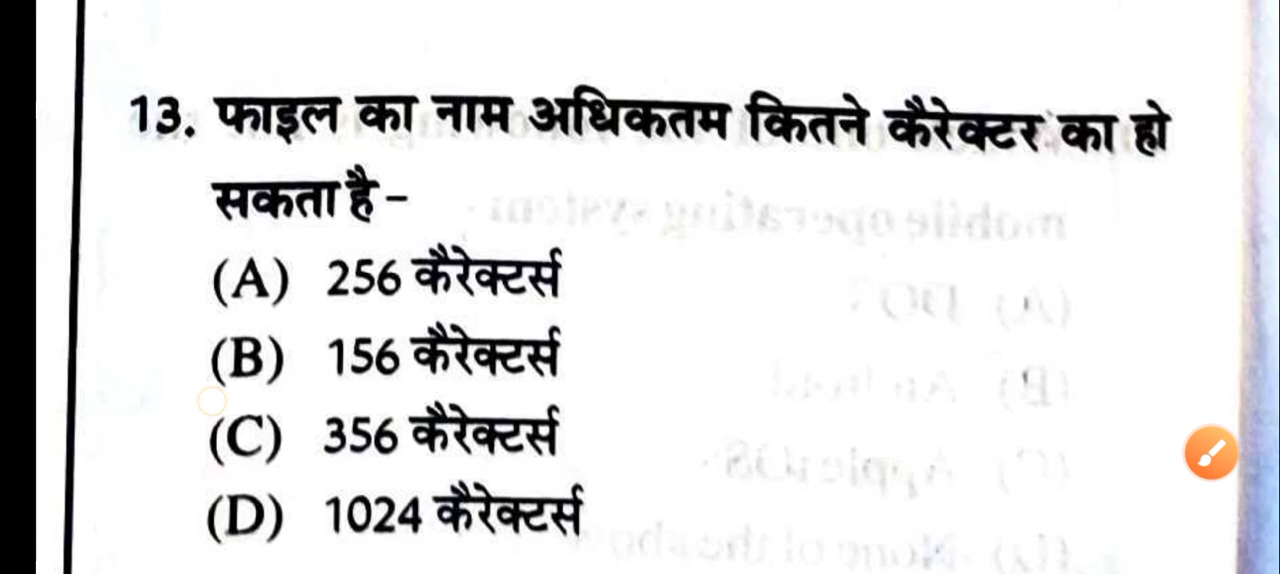 13. फाइल का नाम अधिकतम कितने कैरेक्टर का हो
सकता है –
(A) 256 कैरेक्टर्स
(B) 156 कैरेक्टर्स
(C) 356 कैरेक्टर्स
(D) 1024 कैरेक्टर्स